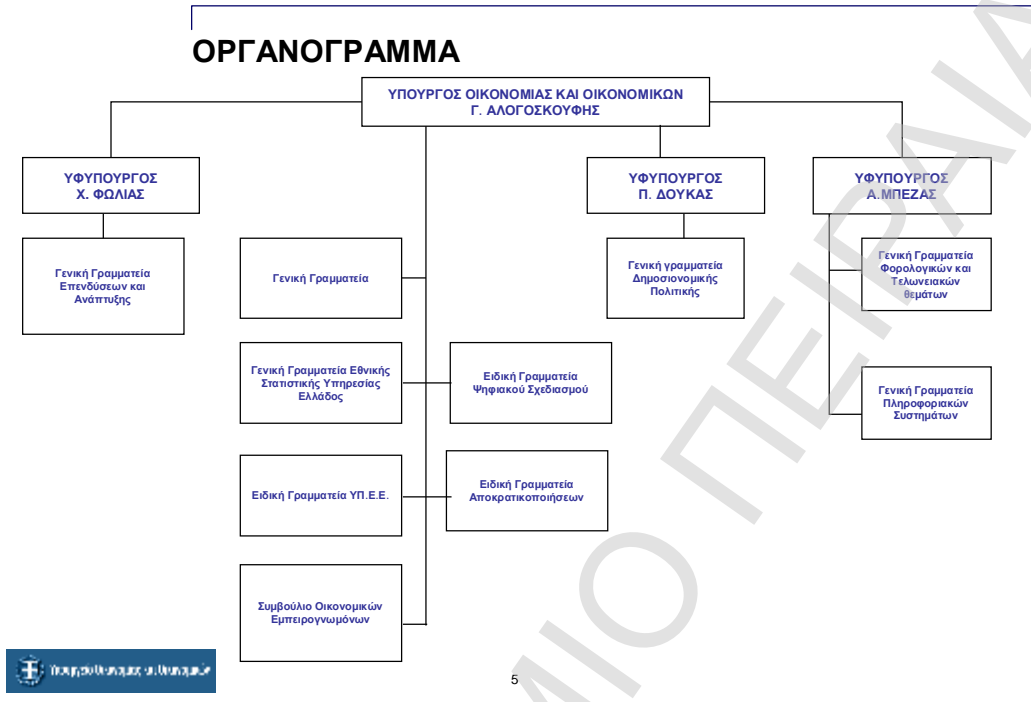 ΟΡΓΑΝΟΓΡΑΜΜΑ
ΥΠΟΥΡΓΟΣ ΟΙΚΟΝΟΜΙΑΣ ΚΑΙ ΟΙΚΟΝΟΜΙΚΩΝ
Γ. ΑΛΟΓΟΣΚΟΥΦΗΣ
ΥΦΥΠΟΥΡΓΟΣ
Χ. ΦΩΛΙΑΣ
ΥΦΥΠΟΥΡΓΟΣ
Π. ΔΟΥΚΑΣ
ΥΦΥΠΟΥΡΓΟΣ
Α.ΜΠΕΖΑΣ
Γενική Γραμματεία
Επενδύσεων και
Ανάπτυξης
Γενική Γραμματεία
Γενική γραμματεία
Δημοσιονομικής
Πολιτικής
Γενική Γραμματεία
Φορολογικών και
Τελωνειακών
θεμάτων
Γενική Γραμματεία Εθνικής
Στατιστικής Υπηρεσίας
Ελλάδος
Ειδική Γραμματεία
Ψηφιακού Σχεδιασμού
Γενική Γραμματεία
Πληροφοριακών
Συστημάτων
Ειδική Γραμματεία ΥΠ.Ε.Ε.
Ειδική Γραμματεία
Αποκρατικοποιήσεων
Συμβούλιο Οικονομικών
Εμπειρογνωμόνων
5
ΜΙΟ ΠΕΙΡΑΙΑ